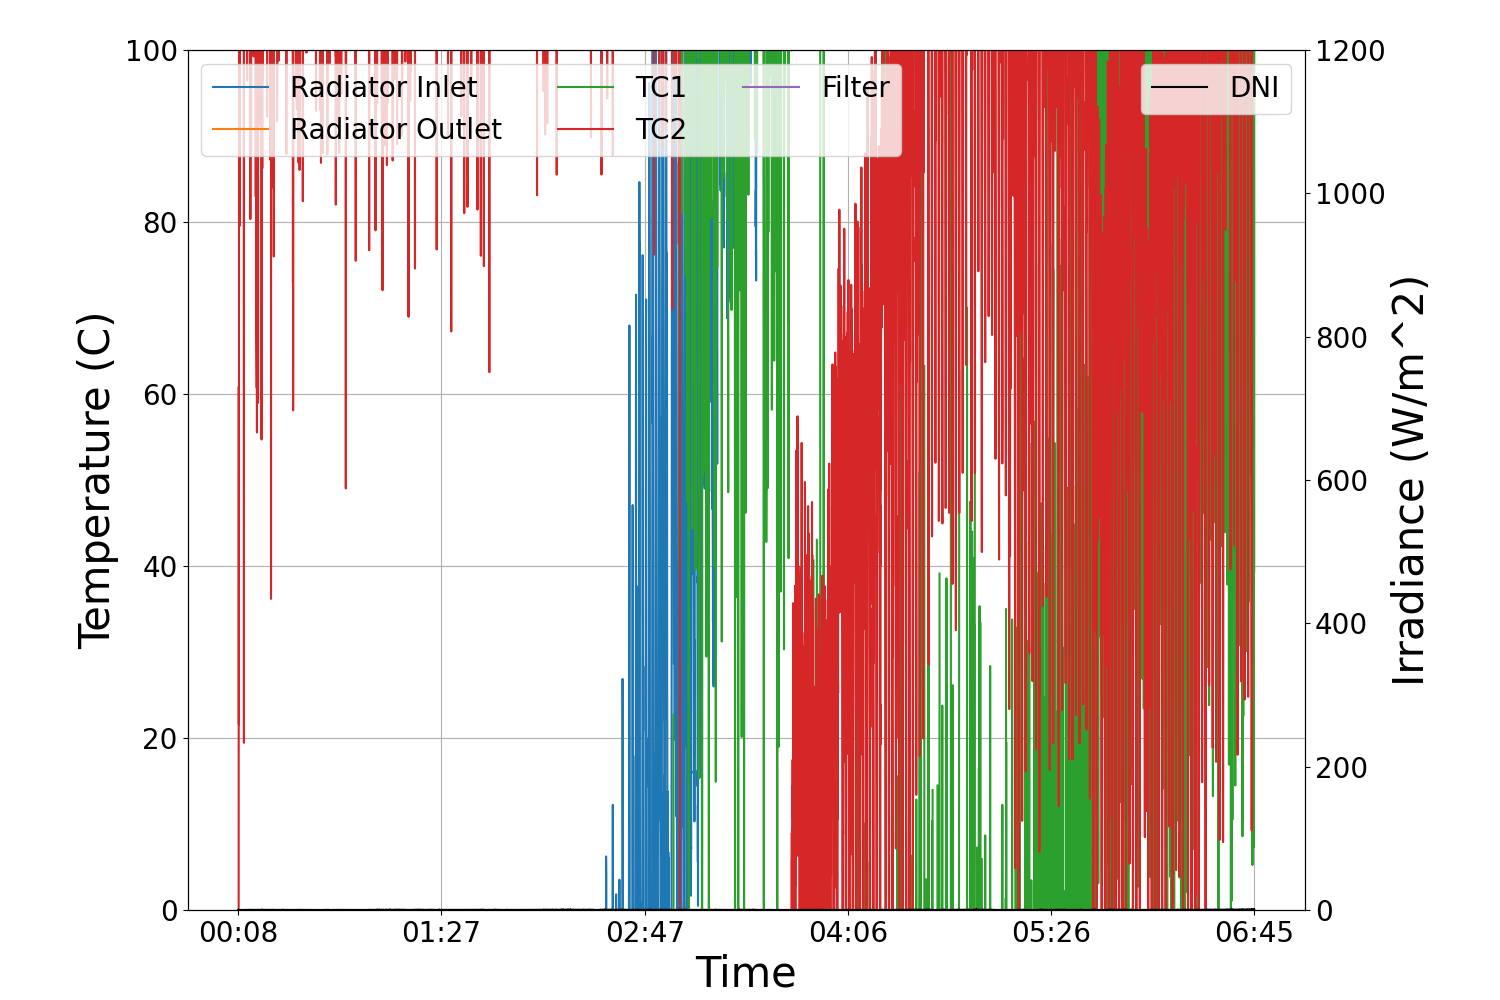 100
80
60
40
20
0
Temperature (C)
Radiator Inlet
Radiator Outlet
TC1
TC2
Filter
DNI
1200
1000
800
600
400
200
0
Irradiance (W/m^2)
00:08
01:27
02:47
04:06
05:26
06:45
Time